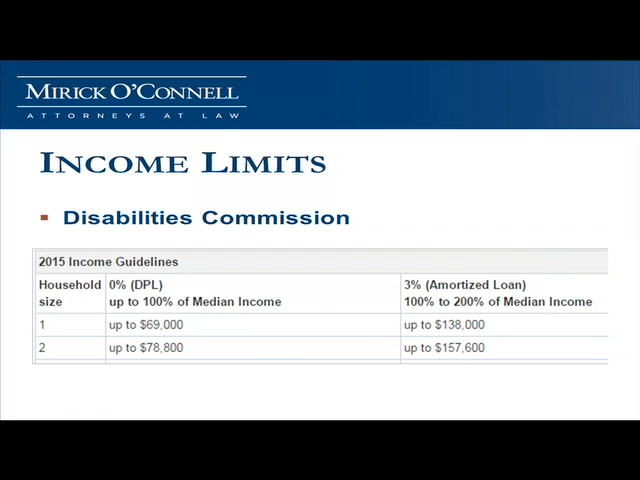 MIRICK O'CONNELL
ATTORNEYS AT LAW
INCOME LIMITS
Disabilities Commission
2015 Income Guidelines
Household size 0% (DPL) up to 100% of Median Income 3% (Amortized Loan) 100% to 200% of Median Income
1 up to $69,000 up to $138,000
2 up to $78,800 up to $157,600